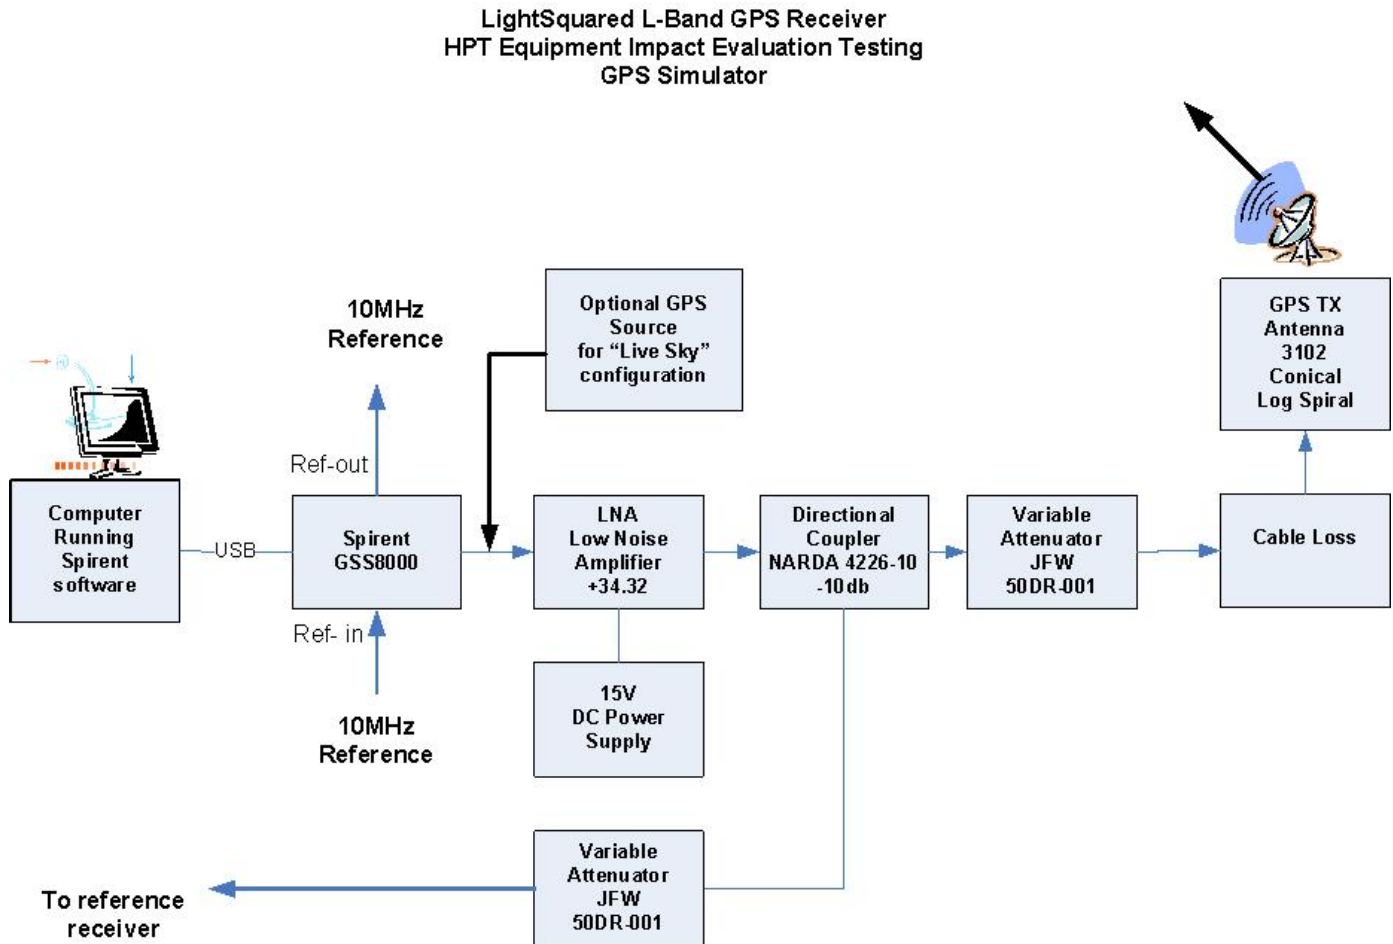 LightSquared L-Band GPS Receiver
HPT Equipment Impact Evaluation Testing
GPS Simulator
10MHz
Reference
Optional GPS
Source
for “Live Sky”
configuration
GPS TX
Antenna
3102
Conical
Log Spiral
Ref-out
Computer
Running
Spirent
software
USB
Spirent
GSS8000
LNA
Low Noise
Amplifier
+34.32
Directional
Coupler
NARDA 4226-10
-10db
Variable
Attenuator
JFW
50DR-001
Cable Loss
Ref- in
10MHz
Reference
15V
DC Power
Supply
Variable
Attenuator
JFW
50DR-001
To reference
receiver